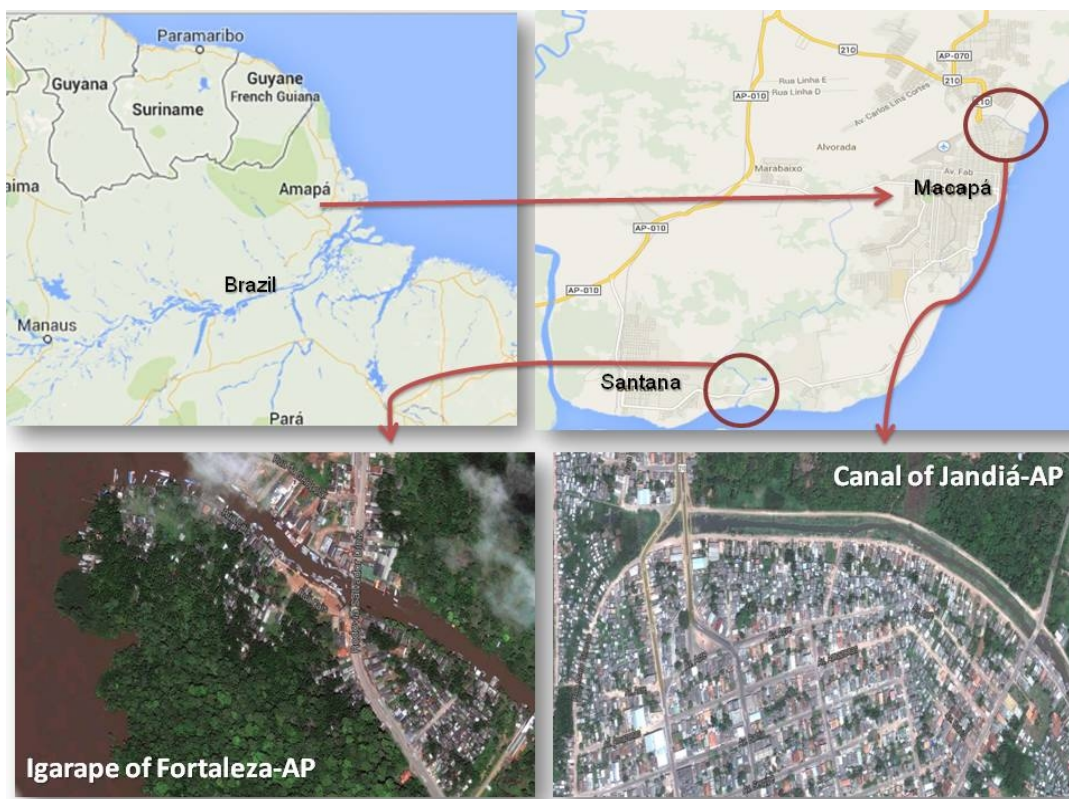 Paramaribo
Guyana
Suriname
Guyane
French Guiana
aima
Amapá
Brazil
Manaus
Pará
210
AP-070
Rua Linha E
Rua Linha D
210
AP-010
Av. Carlos Lins Cortes
210
Alvorada
Marabaixo
Av. Fab
Macapá
AP-010
AP-010
Santana
Igarape of Fortaleza-AP
Canal of Jandiá-AP